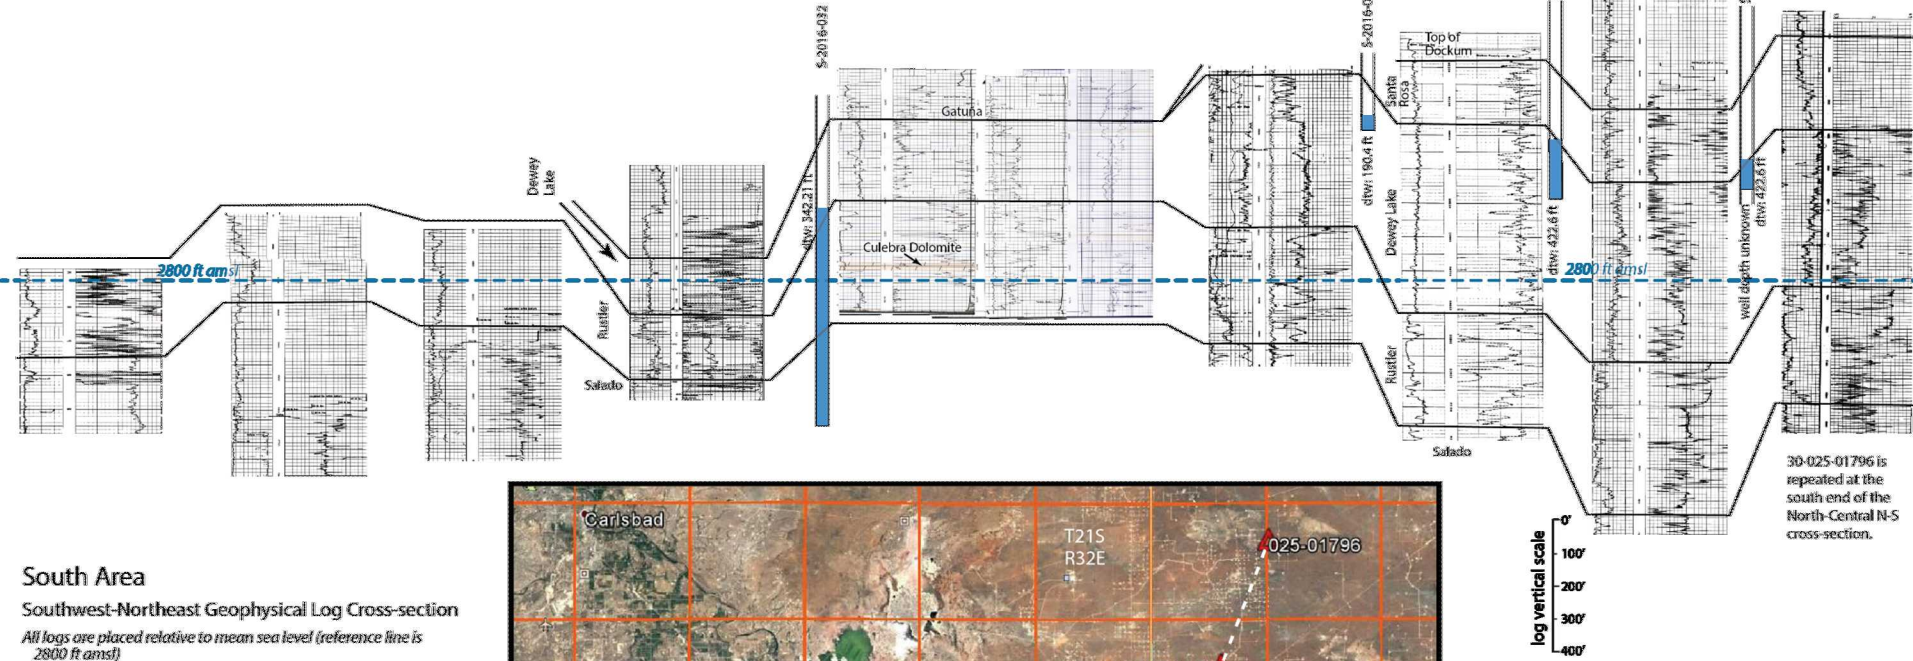 S-2016-032
S-2016-0
Top of
Dockum
Santa
Rosa
Gatuña
Dewey
Lake
dtw: 342.21 ft
dtw: 190.4 ft
dtw: 422.6 ft
dtw: 422.6 ft
well depth unknown
Dewey Lake
Culebra Dolomite
2800 ft amsl
2800 ft amsl
Rustler
Rustler
Salado
Salado
30-025-01796 is
repeated at the
south end of the
North-Central N-S
cross-section.
log vertical scale
0'
100'
200'
300'
400'
Carlsbad
T21S
R32E
025-01796
South Area
Southwest-Northeast Geophysical Log Cross-section
All logs are placed relative to mean sea level (reference line is
2800 ft amsl)